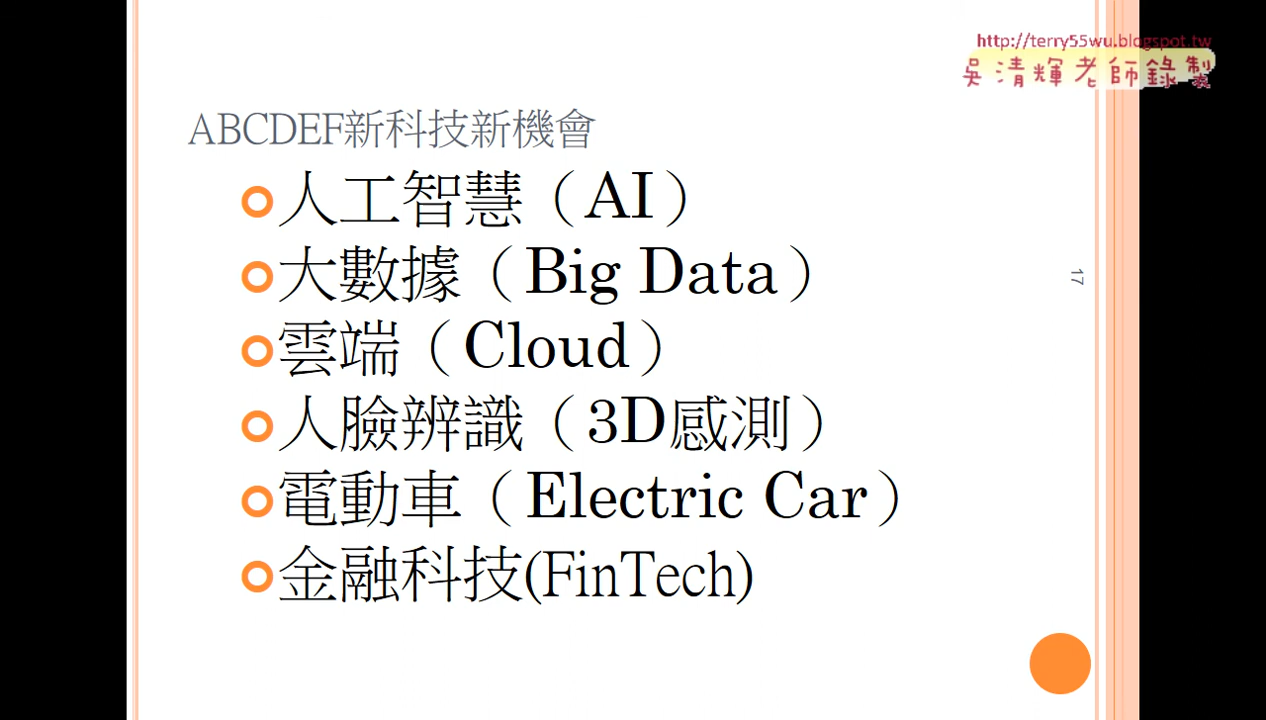 http://terry55wu.blogspot.tw
吳清輝老師錄製
ABCDEF新科技新機會
人工智慧（AI）
大數據（Big Data）
雲端（Cloud）
人臉辨識（3D感測）
電動車（Electric Car）
金融科技(FinTech)
17